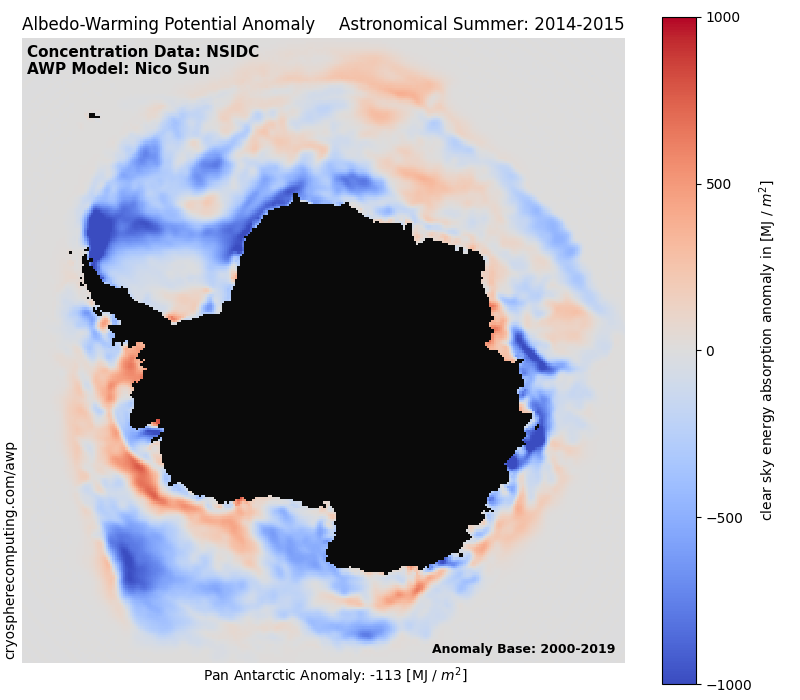 Albedo-Warming Potential Anomaly Astronomical Summer: 2014-2015
Concentration Data: NSIDC
AWP Model: Nico Sun
1000
500
0
−500
−1000
clear sky energy absorption anomaly in [MJ / m²]
cryospherecomputing.com/awp
Anomaly Base: 2000-2019
Pan Antarctic Anomaly: -113 [MJ / m²]